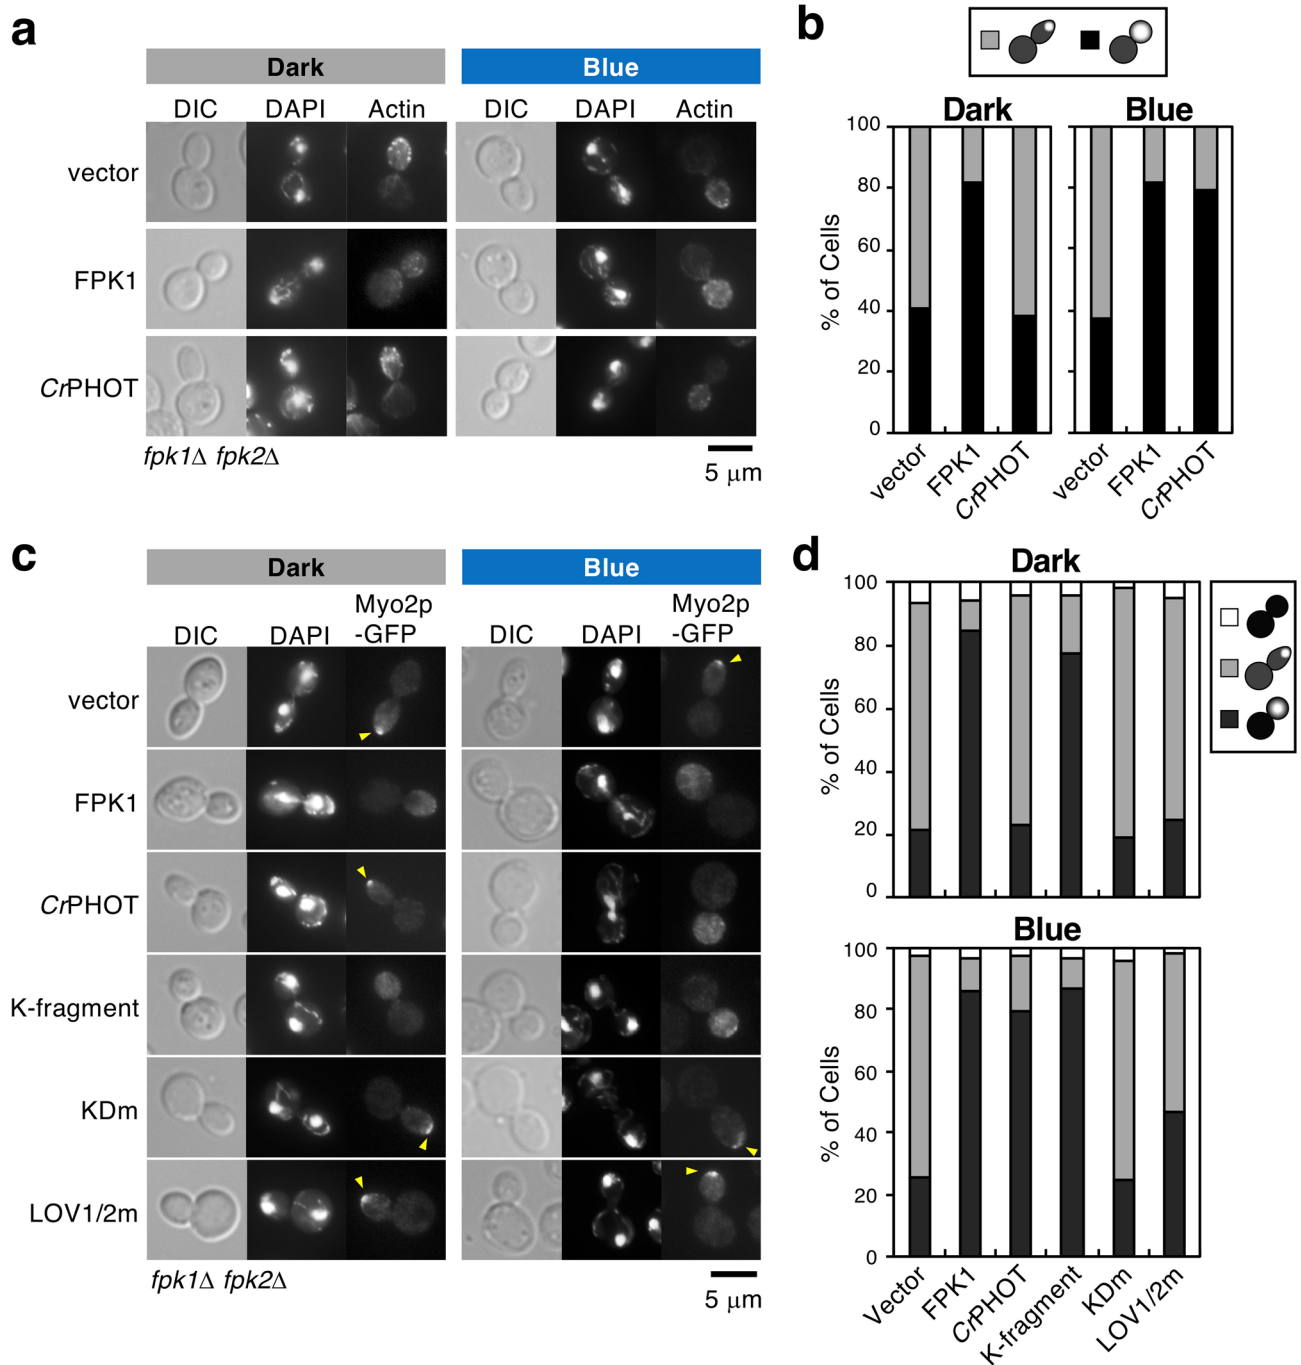 a
Dark
Blue
DIC DAPI Actin DIC DAPI Actin
vector
FPK1
CrPHOT
fpk1Δ fpk2Δ
5 μm
b
Dark Blue
% of Cells
100
80
60
40
20
0
vector FPK1 CrPHOT vector FPK1 CrPHOT
c
Dark
Blue
DIC DAPI Myo2p
-GFP
DIC DAPI Myo2p
-GFP
vector
FPK1
CrPHOT
K-fragment
KDm
LOV1/2m
fpk1Δ fpk2Δ
5 μm
d
Dark
% of Cells
100
80
60
40
20
0
Blue
% of Cells
100
80
60
40
20
0
Vector FPK1 CrPHOT K-fragment KDm LOV1/2m